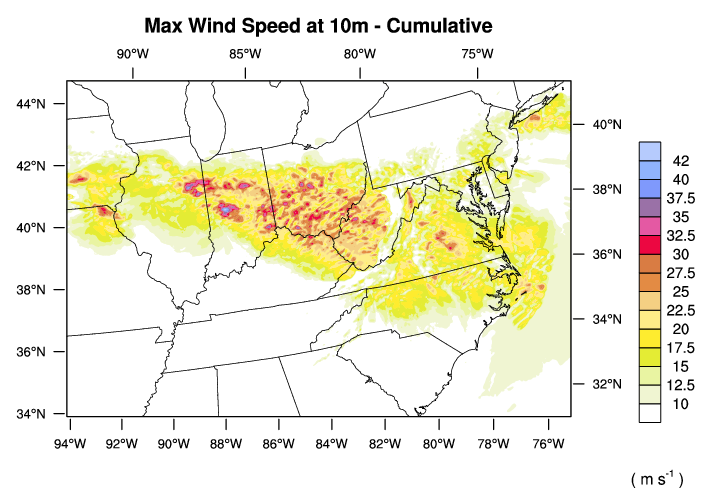 Max Wind Speed at 10m - Cumulative
90°W 85°W 80°W 75°W
44°N
42°N
40°N
38°N
36°N
34°N
40°N
38°N
36°N
34°N
32°N
94°W 92°W 90°W 88°W 86°W 84°W 82°W 80°W 78°W 76°W
42
40
37.5
35
32.5
30
27.5
25
22.5
20
17.5
15
12.5
10
( m s⁻¹ )